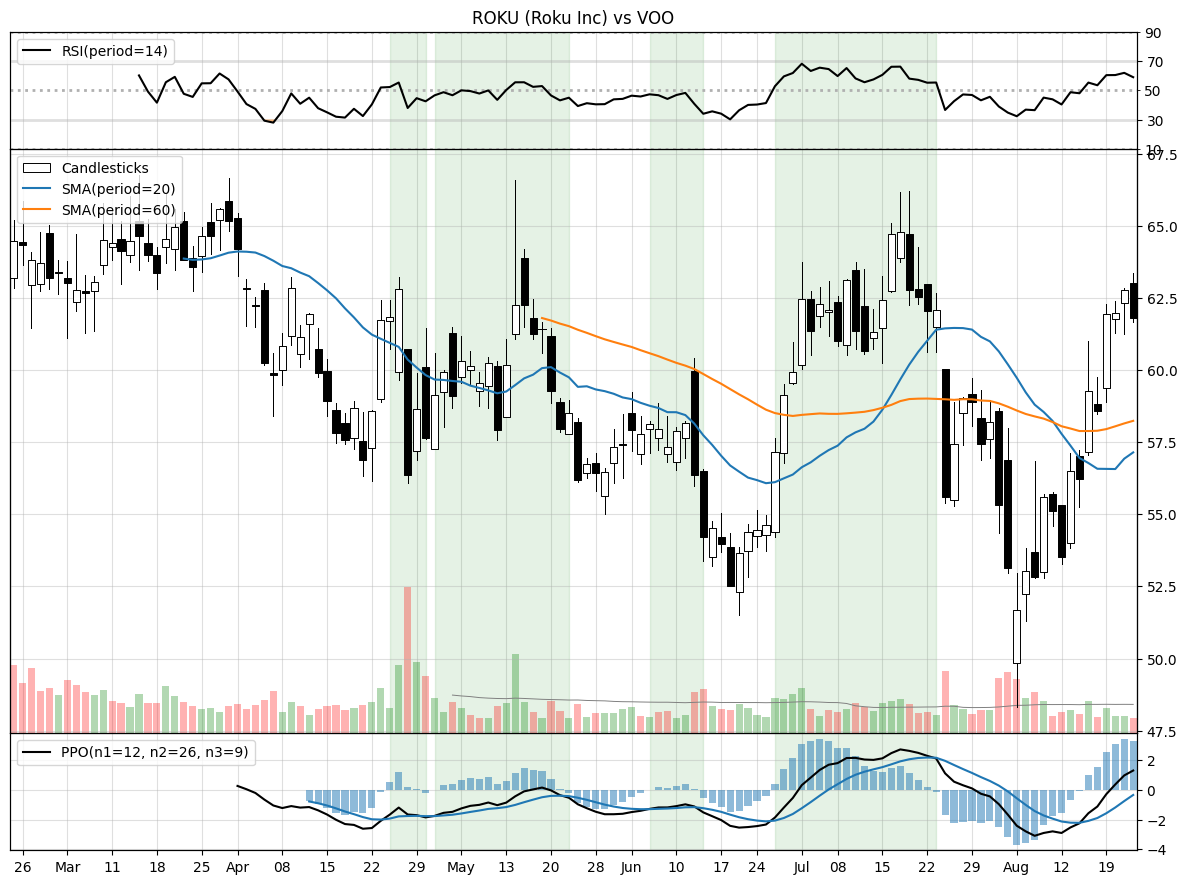 ROKU (Roku Inc) vs VOO
RSI(period=14)
90
70
50
30
10
Candlesticks
SMA(period=20)
SMA(period=60)
67.5
65.0
62.5
60.0
57.5
55.0
52.5
50.0
47.5
PPO(n1=12, n2=26, n3=9)
2
0
−2
−4
26 Mar 11 18 25 Apr 08 15 22 29 May 13 20 28 Jun 10 17 24 Jul 08 15 22 29 Aug 12 19